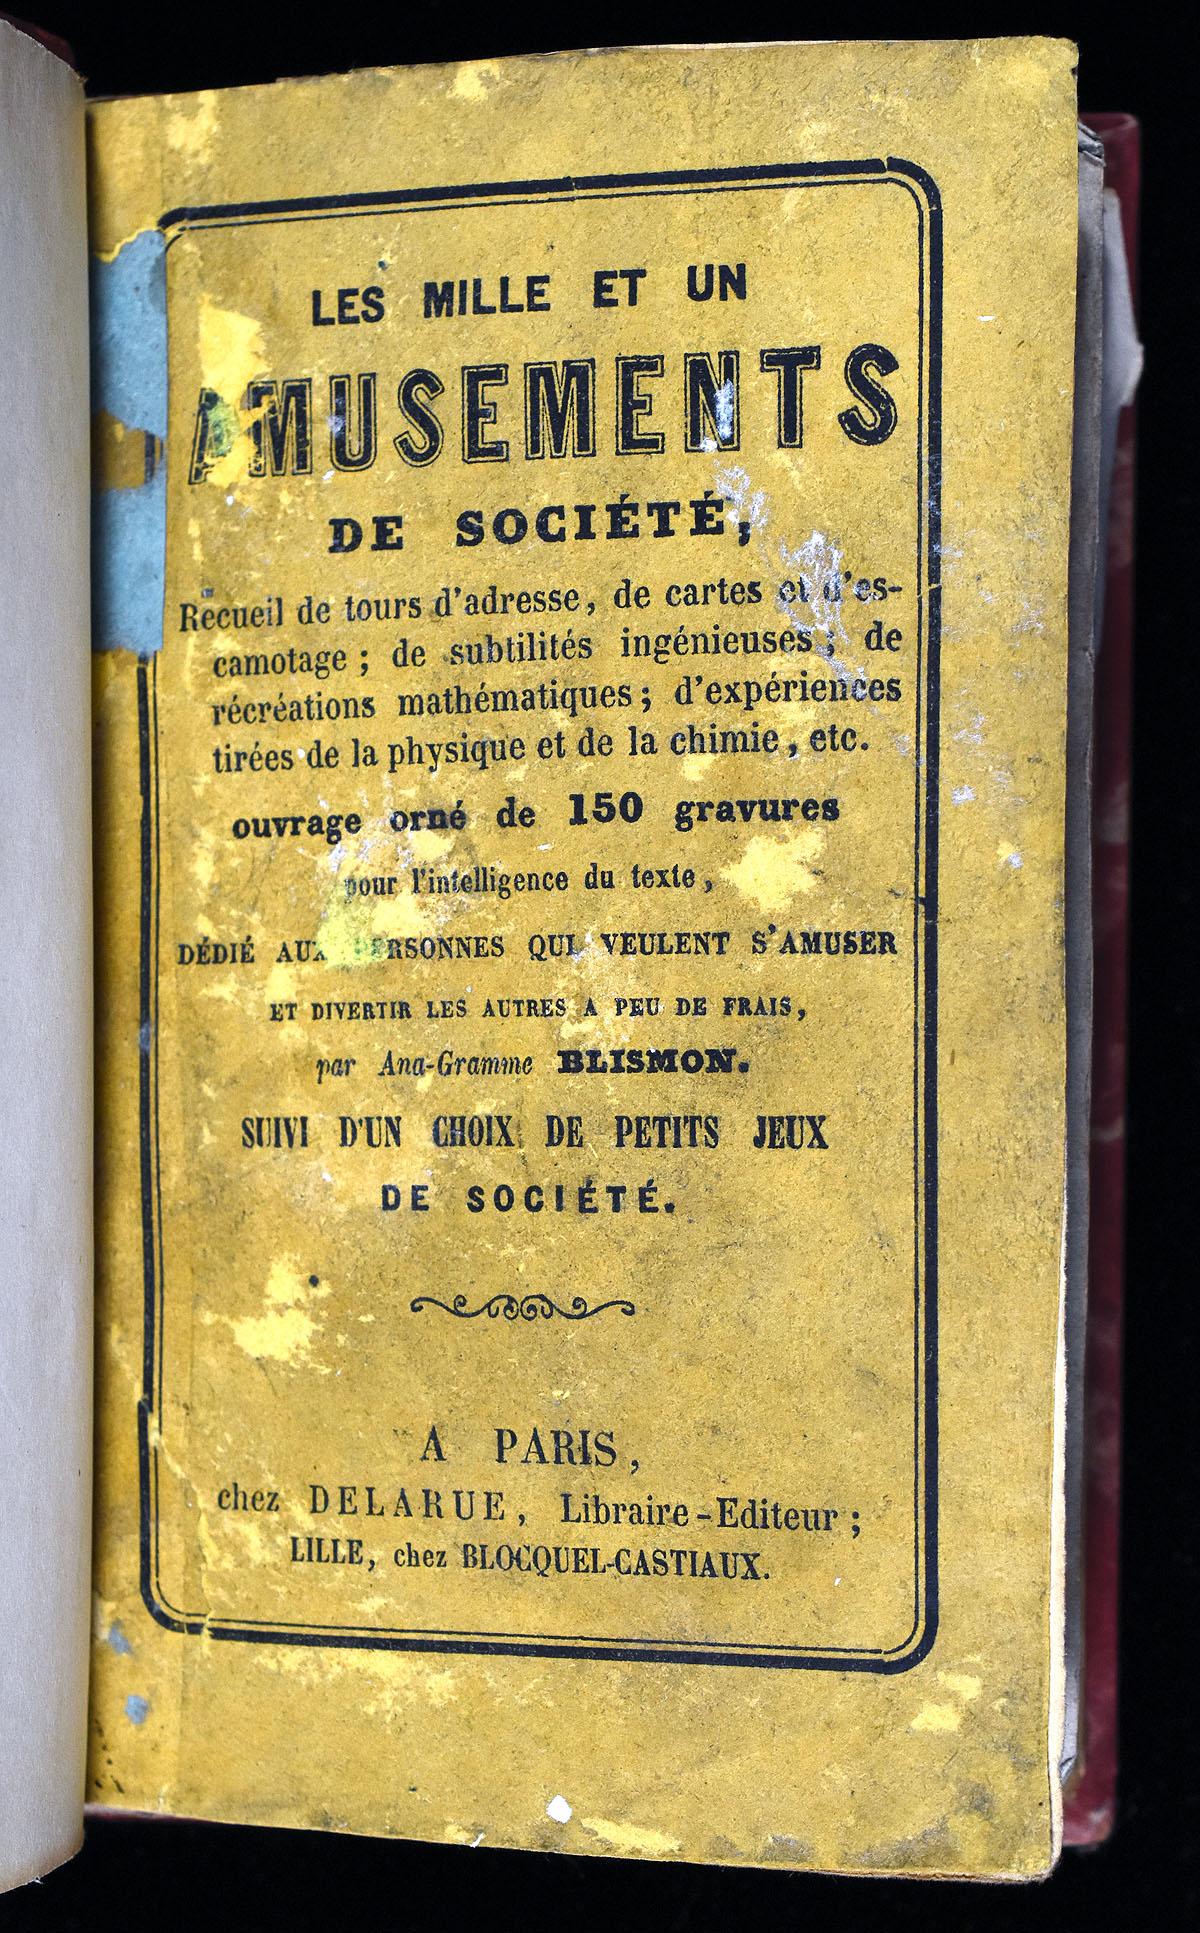 LES MILLE ET UN
AMUSEMENTS
DE SOCIÉTÉ,
Recueil de tours d'adresse, de cartes et d'es-
camotage ; de subtilités ingénieuses ; de
récréations mathématiques ; d'expériences
tirées de la physique et de la chimie, etc.
ouvrage orné de 150 gravures
pour l'intelligence du texte,
DÉDIÉ AUX PERSONNES QUI VEULENT S'AMUSER
ET DIVERTIR LES AUTRES A PEU DE FRAIS,
par Ana-Gramme BLISMON.
SUIVI D'UN CHOIX DE PETITS JEUX
DE SOCIÉTÉ.
A PARIS,
chez DELARUE, Libraire-Editeur ;
LILLE, chez BLOCQUEL-CASTIAUX.